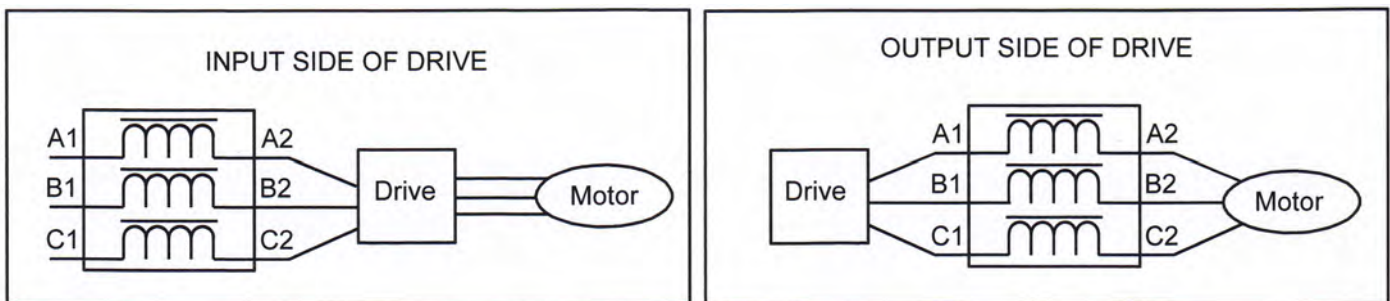 INPUT SIDE OF DRIVE
A1 A2
B1 B2 Drive Motor
C1 C2
OUTPUT SIDE OF DRIVE
A1 A2
Drive B1 B2 Motor
C1 C2